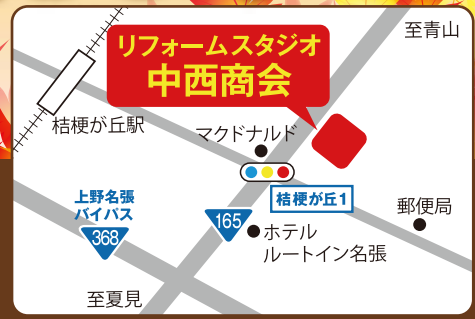 至青山
リフォームスタジオ
中西商会
桔梗が丘駅
マクドナルド
桔梗が丘1
上野名張
バイパス
368
165
郵便局
ホテル
ルートイン名張
至夏見